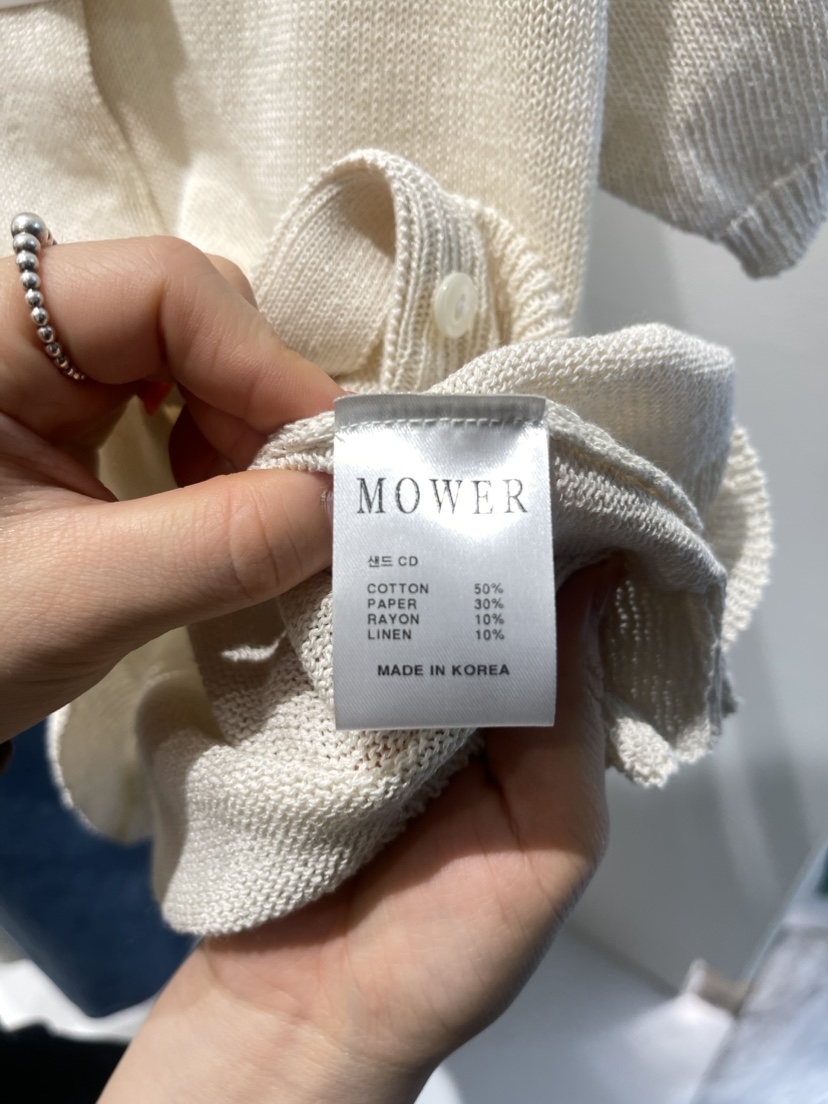 MOWER
샌드 CD
COTTON 50%
PAPER 30%
RAYON 10%
LINEN 10%
MADE IN KOREA